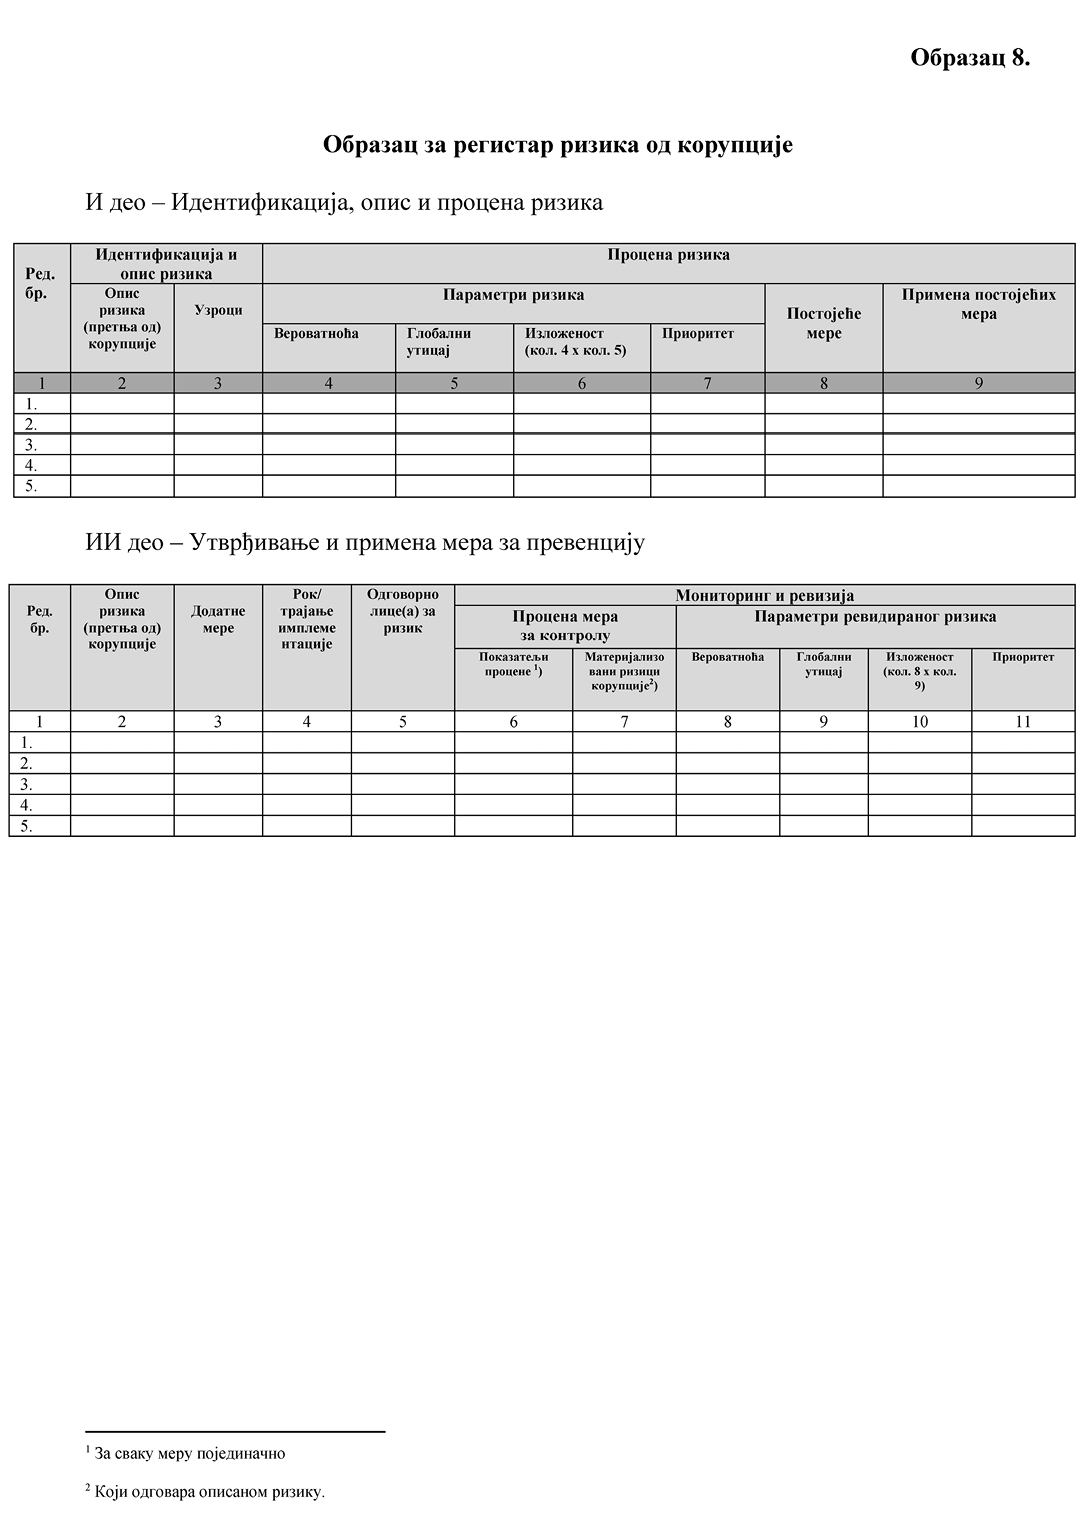 Образац 8.
Образац за регистар ризика од корупције
И део – Идентификација, опис и процена ризика
Ред.
бр.
Идентификација и
опис ризика
Процена ризика
Опис
ризика
(претња од)
корупције
Узроци
Параметри ризика
Постојеће
мере
Примена постојећих
мера
Вероватноћа
Глобални
утицај
Изложеност
(кол. 4 x кол. 5)
Приоритет
1 2 3 4 5 6 7 8 9
1.
2.
3.
4.
5.
ИИ део – Утврђивање и примена мера за превенцију
Ред.
бр.
Опис
ризика
(претња од)
корупције
Додатне
мере
Рок/
трајање
имплеме
нтације
Одговорно
лице(а) за
ризик
Мониторинг и ревизија
Процена мера
за контролу
Параметри ревидираног ризика
Показатељи
процене ¹)
Материјализо
вани ризици
корупције²)
Вероватноћа
Глобални
утицај
Изложеност
(кол. 8 x кол.
9)
Приоритет
1 2 3 4 5 6 7 8 9 10 11
1.
2.
3.
4.
5.
¹ За сваку меру појединачно
² Који одговара описаном ризику.